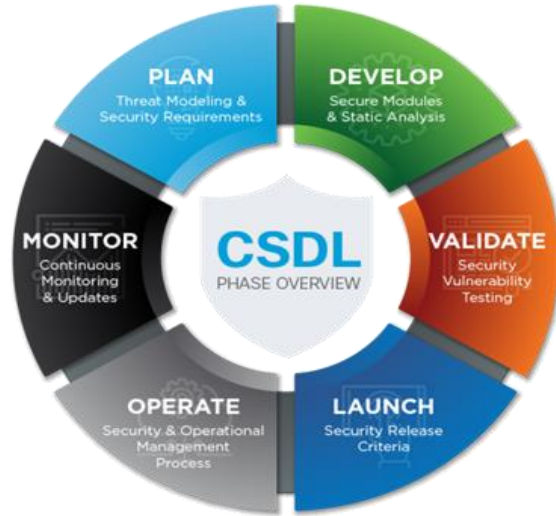 PLAN
Threat Modeling &
Security Requirements
DEVELOP
Secure Modules
& Static Analysis
VALIDATE
Security
Vulnerability
Testing
LAUNCH
Security Release
Criteria
OPERATE
Security & Operational
Management
Process
MONITOR
Continuous
Monitoring
& Updates
CSDL
PHASE OVERVIEW